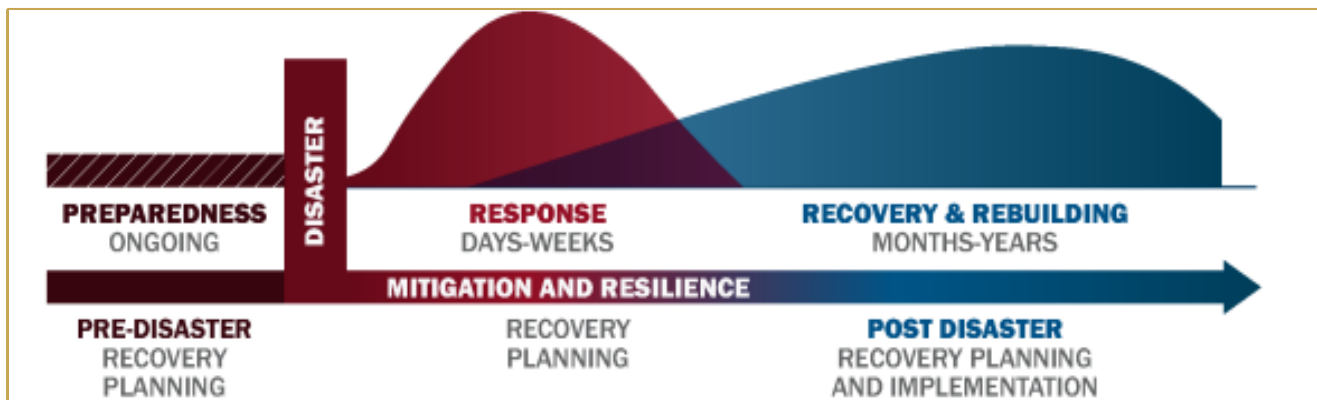 DISASTER
PREPAREDNESS
ONGOING
RESPONSE
DAYS-WEEKS
RECOVERY & REBUILDING
MONTHS-YEARS
MITIGATION AND RESILIENCE
PRE-DISASTER
RECOVERY
PLANNING
RECOVERY
PLANNING
POST DISASTER
RECOVERY PLANNING
AND IMPLEMENTATION